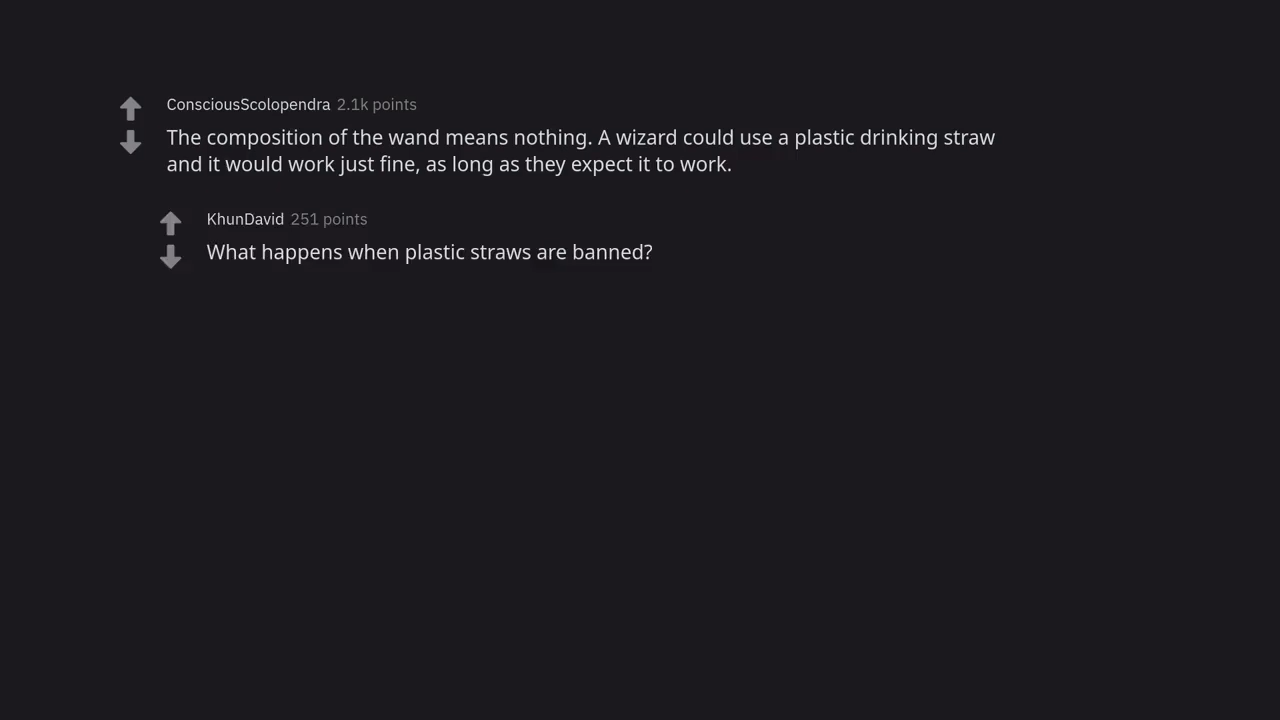 ConsciousScolopendra 2.1k points
The composition of the wand means nothing. A wizard could use a plastic drinking straw
and it would work just fine, as long as they expect it to work.
KhunDavid 251 points
What happens when plastic straws are banned?